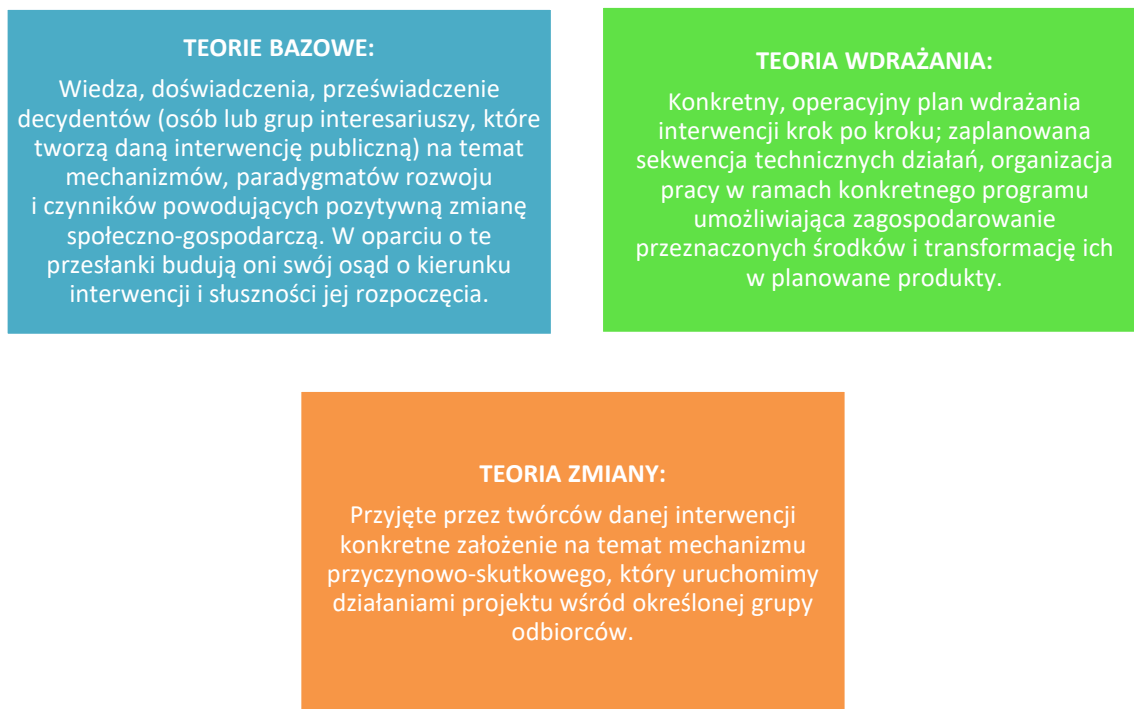 TEORIE BAZOWE:
Wiedza, doświadczenia, przeświadczenie
decydentów (osób lub grup interesariuszy, które
tworzą daną interwencję publiczną) na temat
mechanizmów, paradygmatów rozwoju
i czynników powodujących pozytywną zmianę
społeczno-gospodarczą. W oparciu o te
przesłanki budują oni swój osąd o kierunku
interwencji i słuszności jej rozpoczęcia.
TEORIA WDRAŻANIA:
Konkretny, operacyjny plan wdrażania
interwencji krok po kroku; zaplanowana
sekwencja technicznych działań, organizacja
pracy w ramach konkretnego programu
umożliwiająca zagospodarowanie
przeznaczonych środków i transformację ich
w planowane produkty.
TEORIA ZMIANY:
Przyjęte przez twórców danej interwencji
konkretne założenie na temat mechanizmu
przyczynowo-skutkowego, który uruchomimy
działaniami projektu wśród określonej grupy
odbiorców.